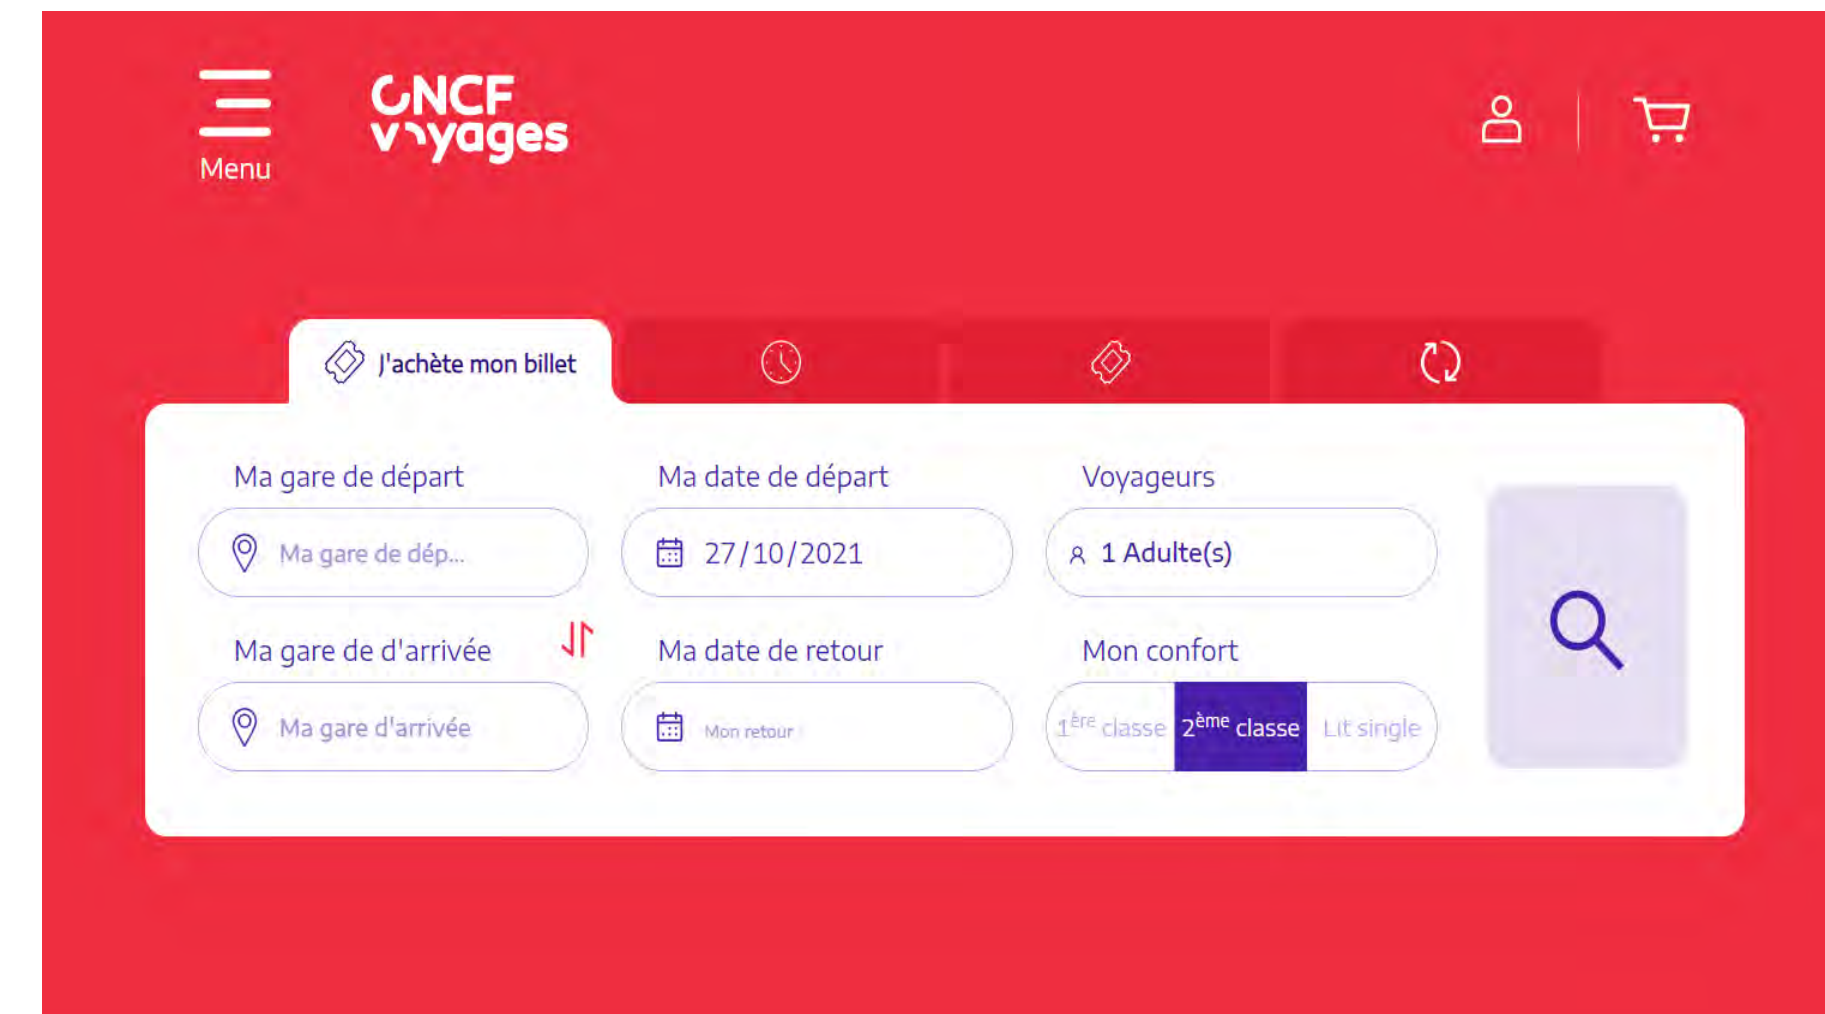 Menu
ONCF
voyages
J'achète mon billet
Ma gare de départ
Ma gare de dép...
Ma date de départ
27/10/2021
Voyageurs
1 Adulte(s)
Ma gare de d'arrivée
Ma gare d'arrivée
Ma date de retour
Mon retour
Mon confort
1ère classe 2ème classe Lit single